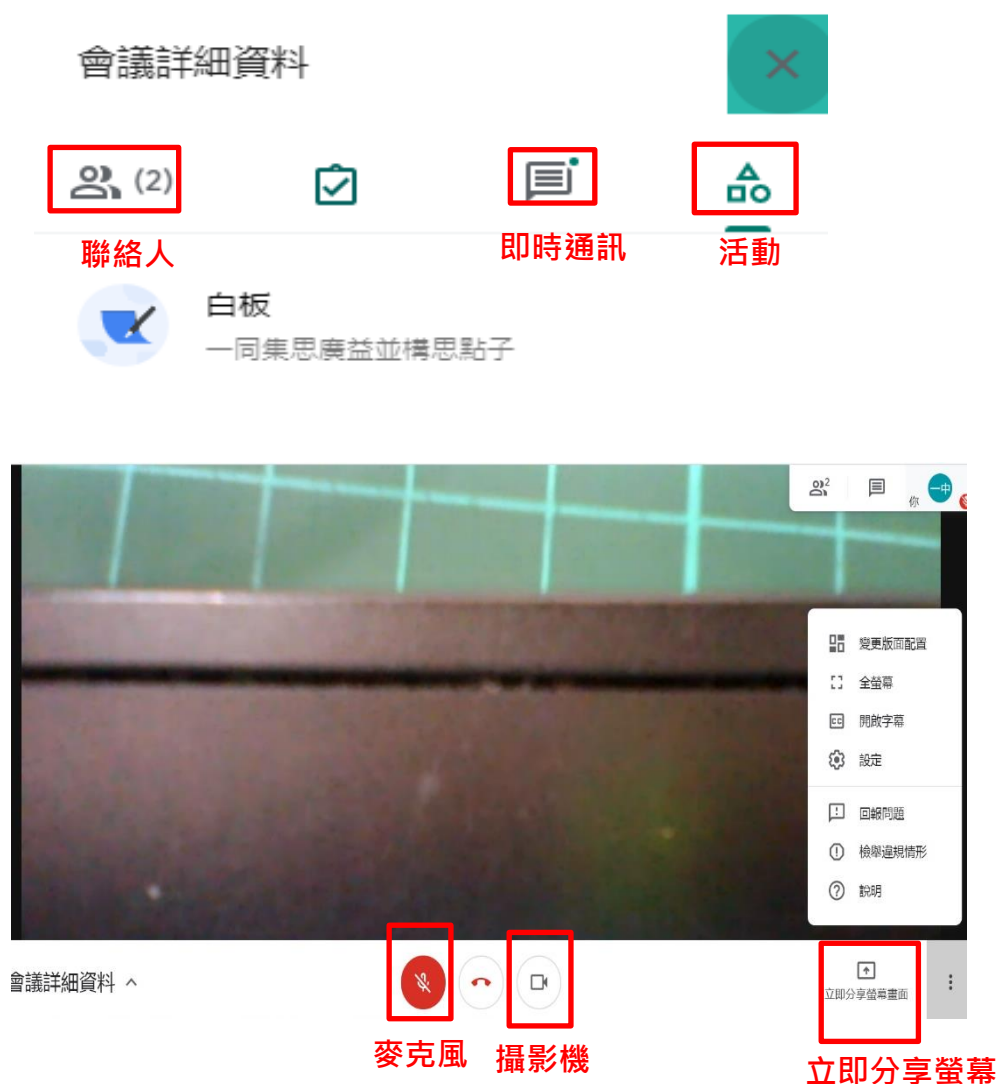 會議詳細資料
(2)
聯絡人
即時通訊
活動
白板
一同集思廣益並構思點子
2
你
一中
變更版面配置
全螢幕
CC
開啟字幕
設定
回報問題
檢舉違規情形
說明
會議詳細資料
立即分享螢幕畫面
麥克風
攝影機
立即分享螢幕